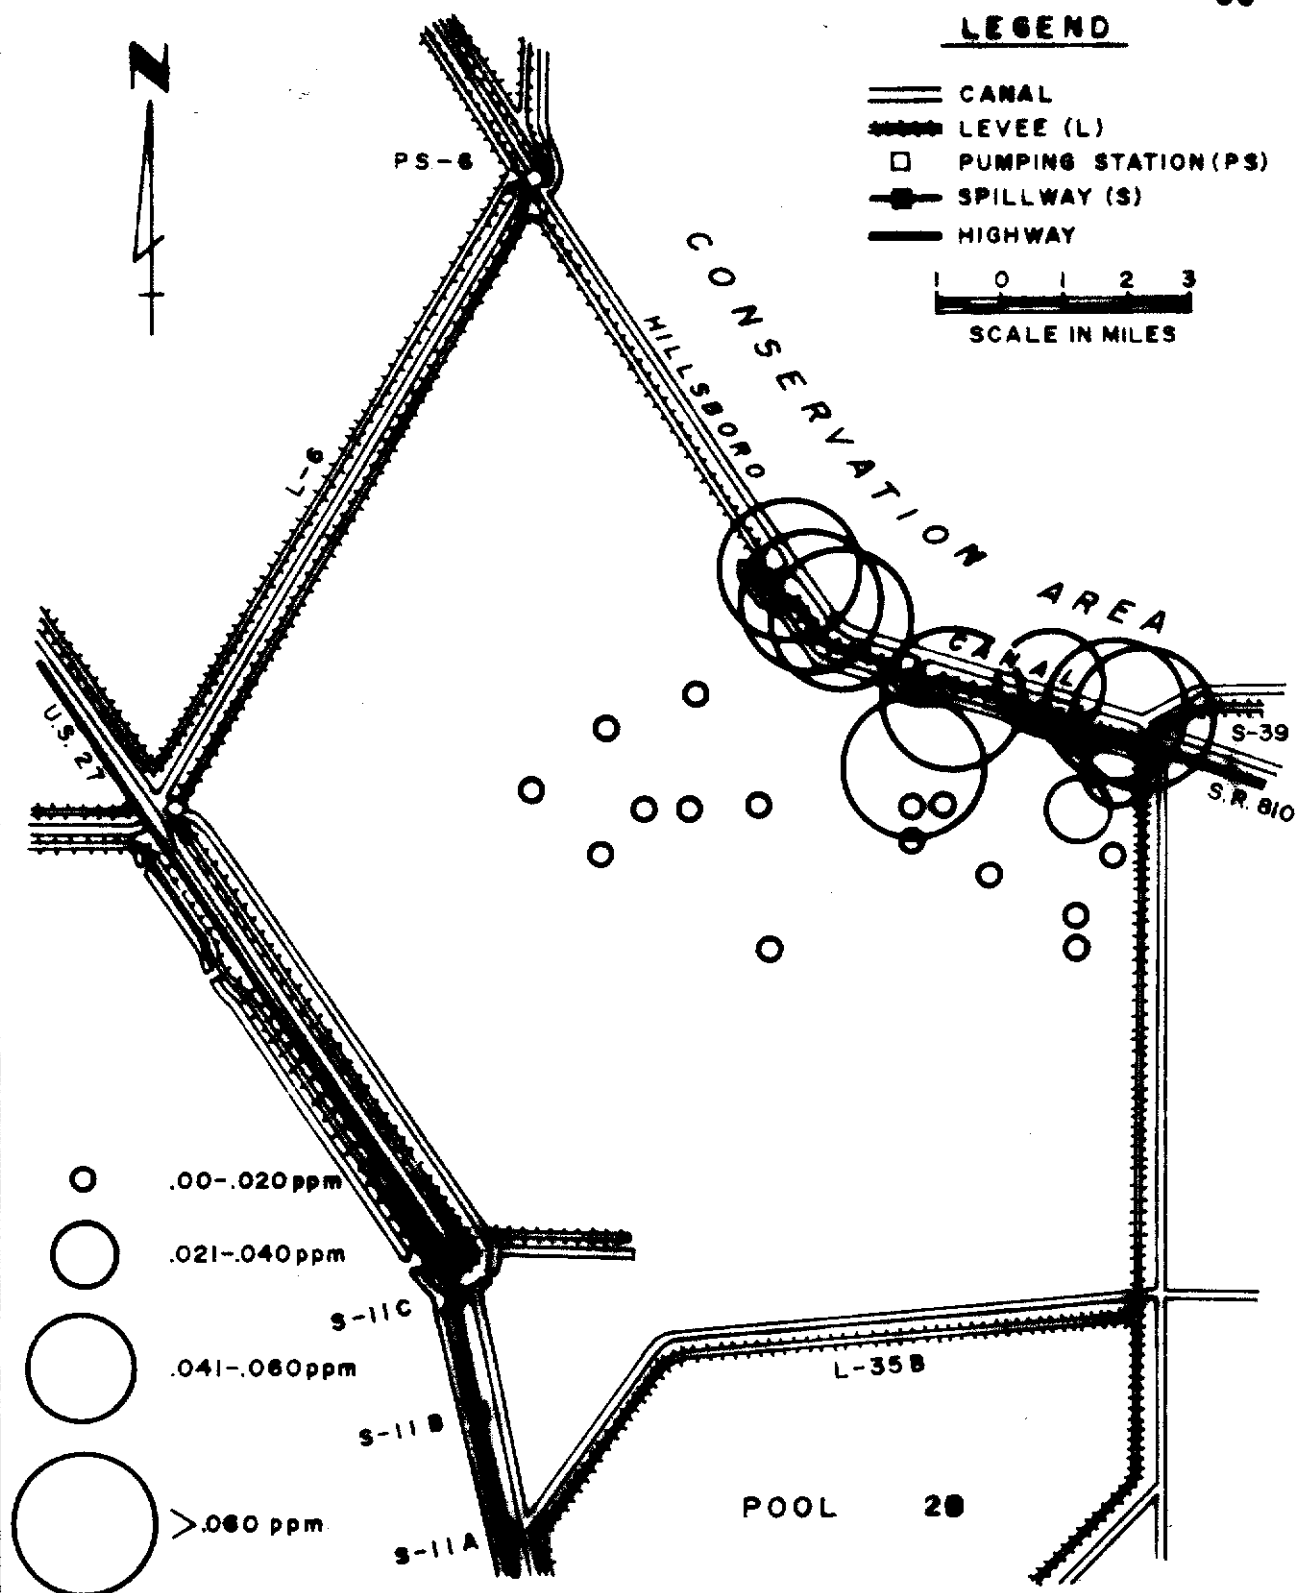 LEGEND
CANAL
LEVEE (L)
PUMPING STATION (PS)
SPILLWAY (S)
HIGHWAY
1 0 1 2 3
SCALE IN MILES
N
PS-6
CONSERVATION AREA
HILLSBORO CANAL
L-6
U.S. 27
S-39
S.R. 810
.00-.020 ppm
.021-.040 ppm
.041-.060 ppm
>.060 ppm
S-11C
S-11B
S-11A
L-35B
POOL 2B